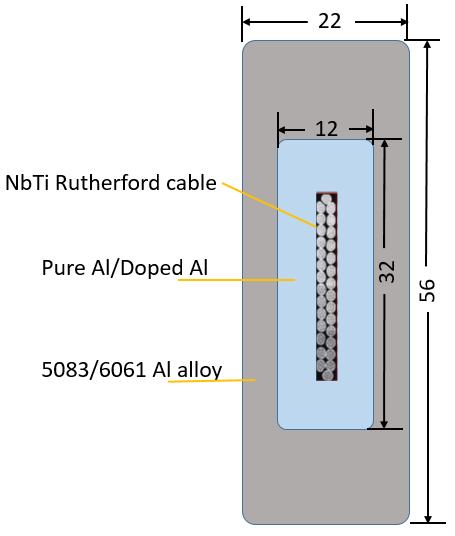 22
12
NbTi Rutherford cable
Pure Al/Doped Al
32
56
5083/6061 Al alloy